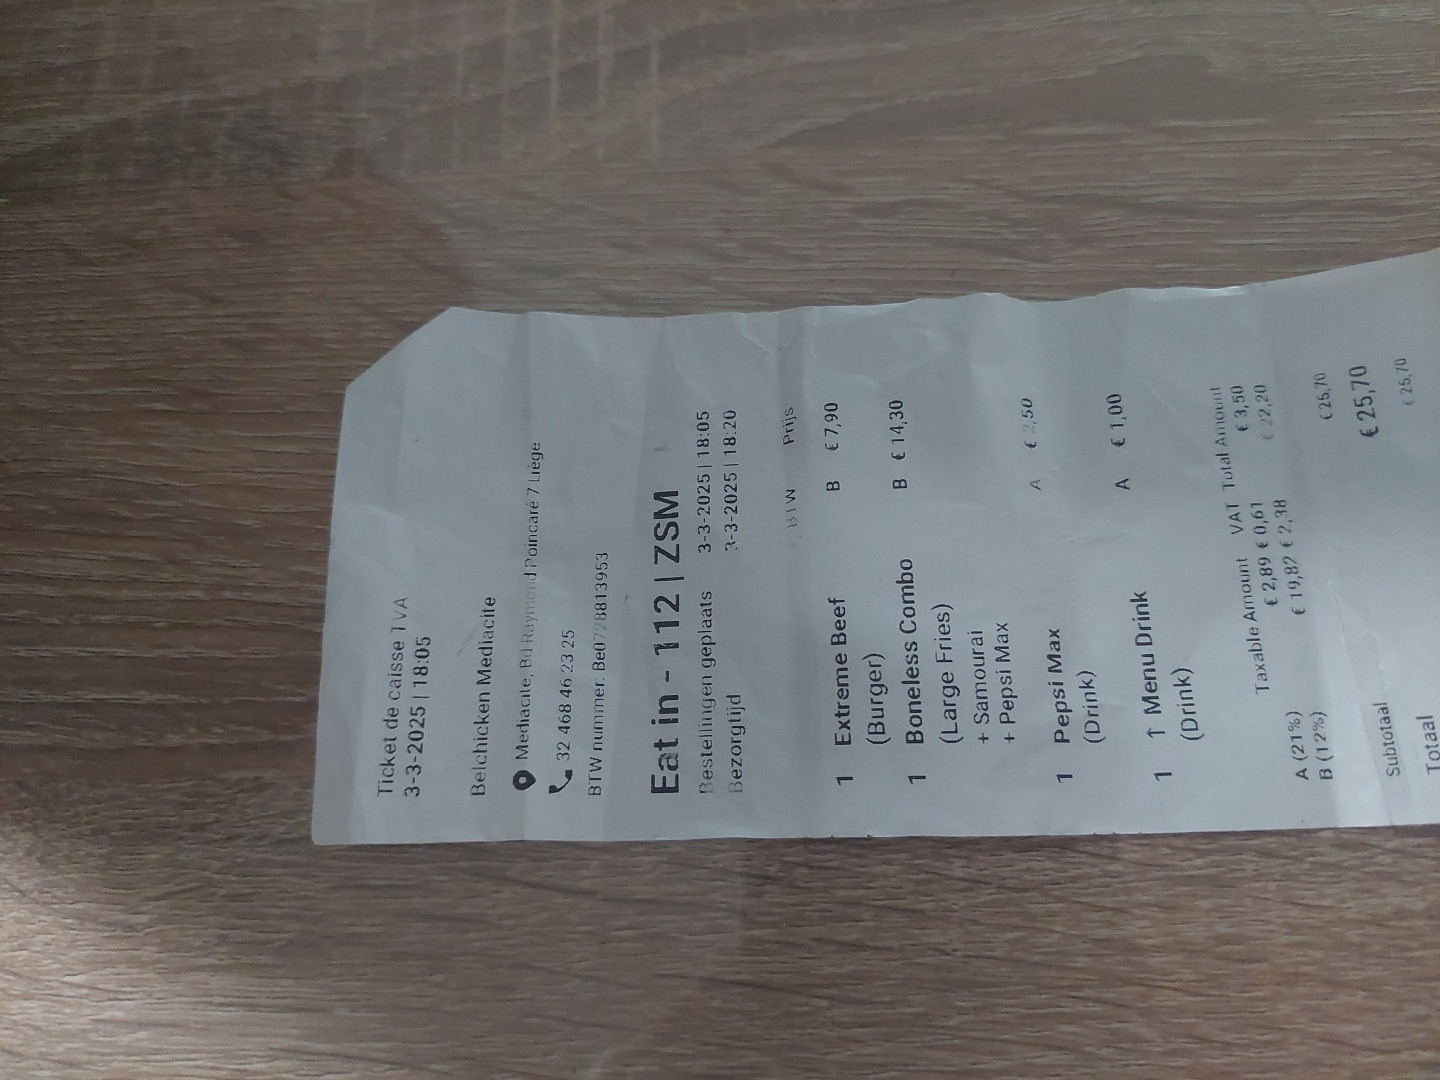 Ticket de caisse TVA
3-3-2025 | 18:05
Belchicken Mediacite
Mediacite, Bd Raymond Poincaré 7 Liège
32 468 46 23 25
BTW nummer: Be0728813953
Eat in - 112 | ZSM
Bestellingen geplaats 3-3-2025 | 18:05
Bezorgtijd 3-3-2025 | 18:20
BTW Prijs
1 Extreme Beef B € 7,90
(Burger)
1 Boneless Combo B € 14,30
(Large Fries)
+ Samourai
+ Pepsi Max
1 Pepsi Max A € 2,50
(Drink)
1 ↑ Menu Drink A € 1,00
(Drink)
Taxable Amount VAT Total Amount
A (21%) € 2,89 € 0,61 € 3,50
B (12%) € 19,82 € 2,38 € 22,20
Subtotaal € 25,70
Totaal € 25,70
€ 25,70